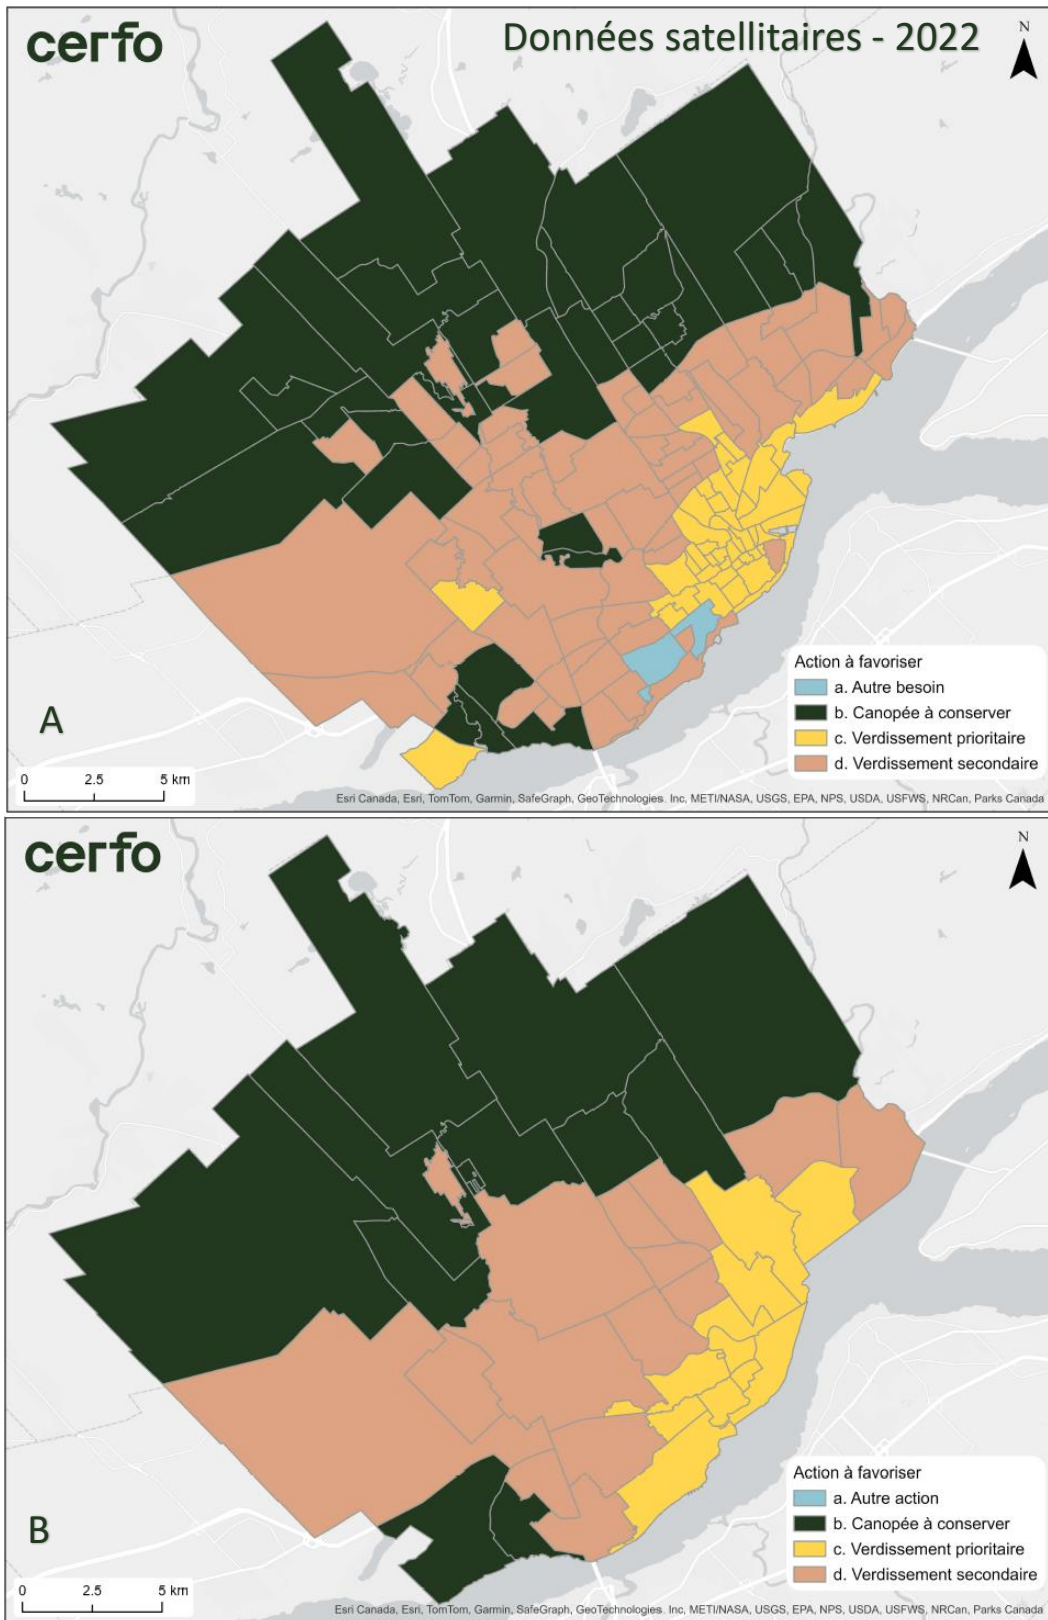 cerfo
Données satellitaires - 2022
N
Action à favoriser
a. Autre besoin
b. Canopée à conserver
c. Verdissement prioritaire
d. Verdissement secondaire
A
0 2.5 5 km
Esri Canada, Esri, TomTom, Garmin, SafeGraph, GeoTechnologies. Inc, METI/NASA, USGS, EPA, NPS, USDA, USFWS, NRCan, Parks Canada
cerfo
N
Action à favoriser
a. Autre action
b. Canopée à conserver
c. Verdissement prioritaire
d. Verdissement secondaire
B
0 2.5 5 km
Esri Canada, Esri, TomTom, Garmin, SafeGraph, GeoTechnologies. Inc, METI/NASA, USGS, EPA, NPS, USDA, USFWS, NRCan, Parks Canada